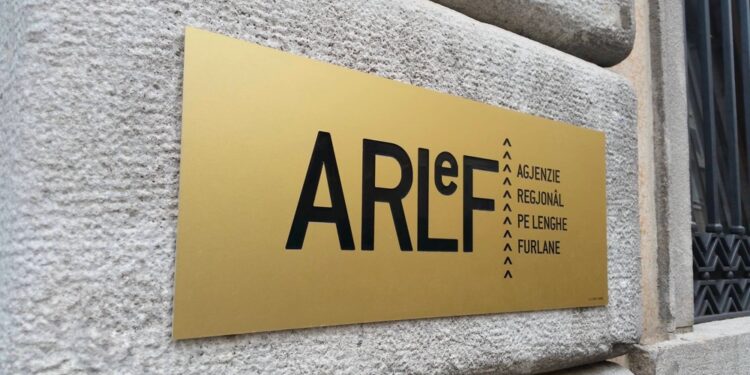 ARLeF
AGJENZIE
REGJONÂL
PE LENGHE
FURLANE